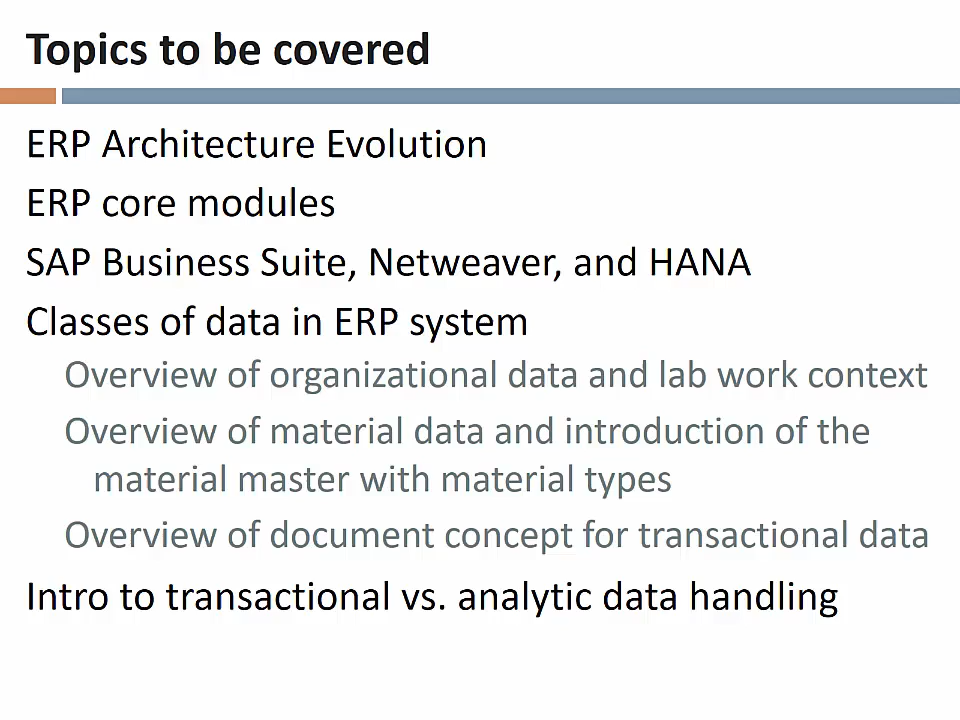 Topics to be covered
ERP Architecture Evolution
ERP core modules
SAP Business Suite, Netweaver, and HANA
Classes of data in ERP system
Overview of organizational data and lab work context
Overview of material data and introduction of the
material master with material types
Overview of document concept for transactional data
Intro to transactional vs. analytic data handling